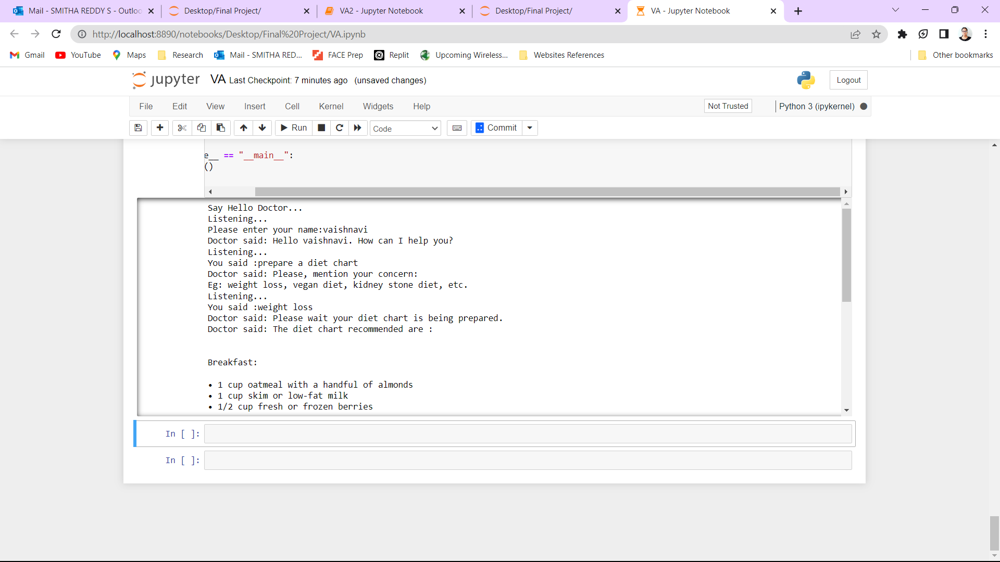 Mail - SMITHA REDDY S - Outloo
Desktop/Final Project/
VA2 - Jupyter Notebook
Desktop/Final Project/
VA - Jupyter Notebook
http://localhost:8890/notebooks/Desktop/Final%20Project/VA.ipynb
Gmail
YouTube
Maps
Research
Mail - SMITHA RED...
FACE Prep
Replit
Upcoming Wireless...
Websites References
Other bookmarks
jupyter VA Last Checkpoint: 7 minutes ago (unsaved changes)
Logout
File Edit View Insert Cell Kernel Widgets Help
Not Trusted
Python 3 (ipykernel)
Run
Code
Commit
e__ == "__main__":
()
Say Hello Doctor...
Listening...
Please enter your name:vaishnavi
Doctor said: Hello vaishnavi. How can I help you?
Listening...
You said :prepare a diet chart
Doctor said: Please, mention your concern:
Eg: weight loss, vegan diet, kidney stone diet, etc.
Listening...
You said :weight loss
Doctor said: Please wait your diet chart is being prepared.
Doctor said: The diet chart recommended are :
Breakfast:
• 1 cup oatmeal with a handful of almonds
• 1 cup skim or low-fat milk
• 1/2 cup fresh or frozen berries
In [ ]:
In [ ]: